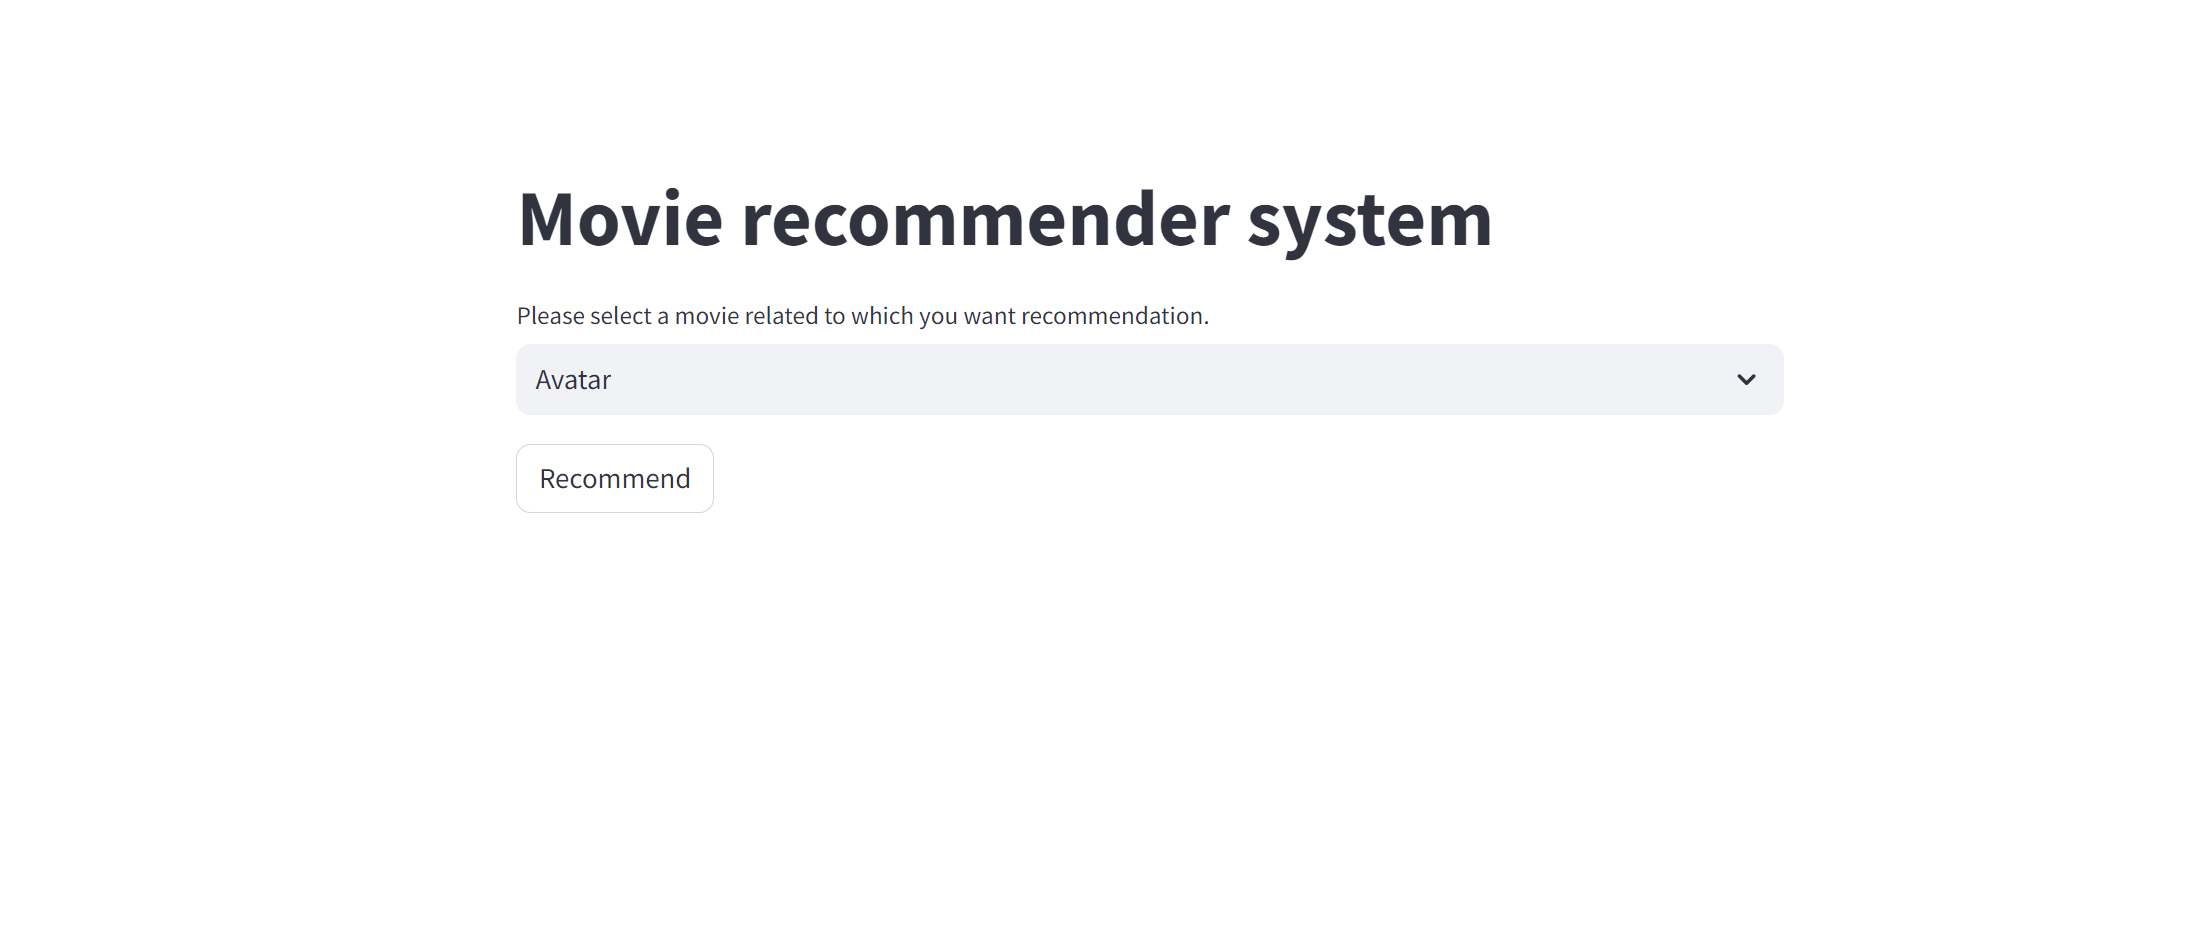 Movie recommender system
Please select a movie related to which you want recommendation.
Avatar
Recommend